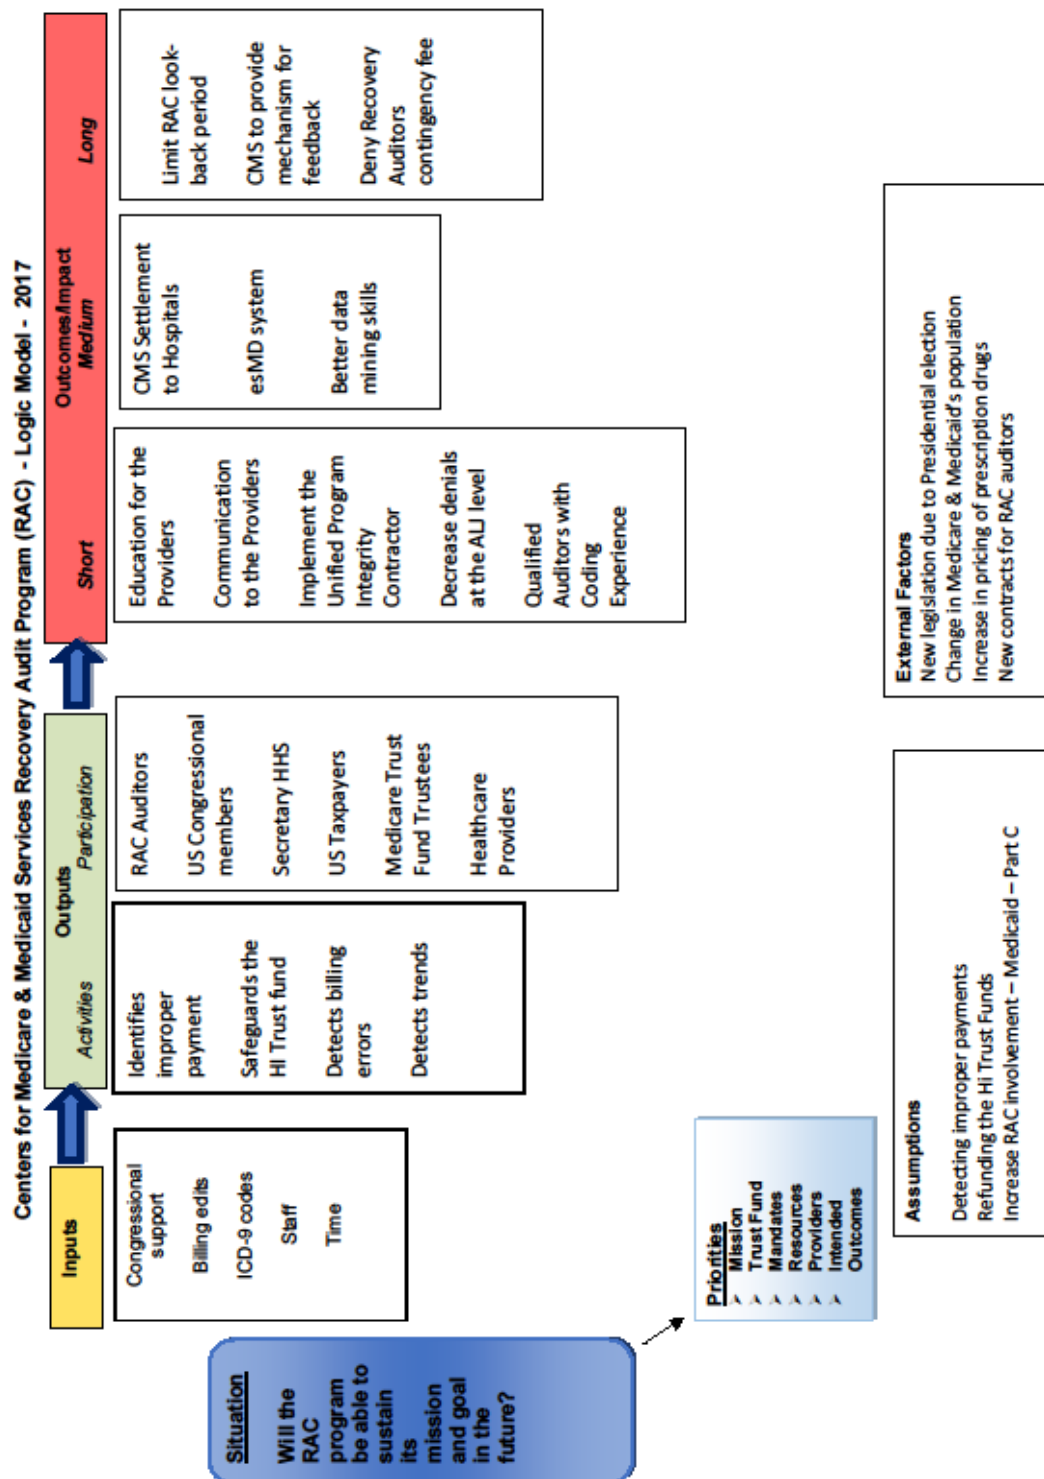 Centers for Medicare & Medicaid Services Recovery Audit Program (RAC) - Logic Model - 2017
Inputs
Outputs
Activities
Participation
Outcomes/Impact
Short
Medium
Long
Situation
Will the
RAC
program
be able to
sustain
its
mission
and goal
in the
future?
Congressional
support
Billing edits
ICD-9 codes
Staff
Time
Identifies
improper
payment
Safeguards the
HI Trust fund
Detects billing
errors
Detects trends
RAC Auditors
US Congressional
members
Secretary HHS
US Taxpayers
Medicare Trust
Fund Trustees
Healthcare
Providers
Education for the
Providers
Communication
to the Providers
Implement the
Unified Program
Integrity
Contractor
Decrease denials
at the ALJ level
Qualified
Auditors with
Coding
Experience
CMS Settlement
to Hospitals
esMD system
Better data
mining skills
Limit RAC look-
back period
CMS to provide
mechanism for
feedback
Deny Recovery
Auditors
contingency fee
Priorities
➢ Mission
➢ Trust Fund
➢ Mandates
➢ Resources
➢ Providers
➢ Intended
Outcomes
Assumptions
Detecting improper payments
Refunding the Hi Trust Funds
Increase RAC involvement – Medicaid – Part C
External Factors
New legislation due to Presidential election
Change in Medicare & Medicaid's population
Increase in pricing of prescription drugs
New contracts for RAC auditors